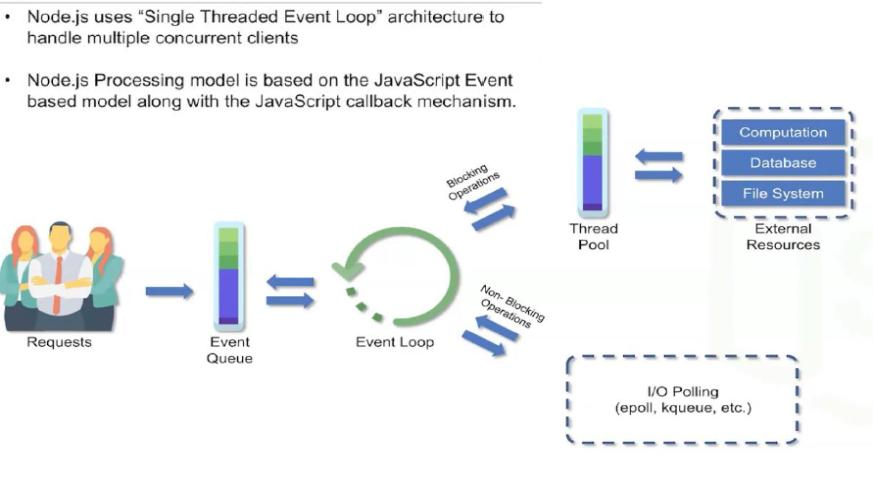 • Node.js uses “Single Threaded Event Loop” architecture to
handle multiple concurrent clients
• Node.js Processing model is based on the JavaScript Event
based model along with the JavaScript callback mechanism.
Requests
Event
Queue
Event Loop
Blocking
Operations
Non- Blocking
Operations
Thread
Pool
Computation
Database
File System
External
Resources
I/O Polling
(epoll, kqueue, etc.)